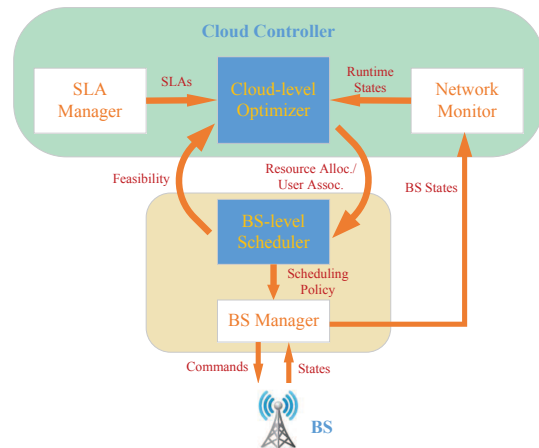 Cloud Controller
SLA
Manager
SLAs
Cloud-level
Optimizer
Runtime
States
Network
Monitor
Feasibility
Resource Alloc./
User Assoc.
BS States
BS-level
Scheduler
Scheduling
Policy
BS Manager
Commands
States
BS